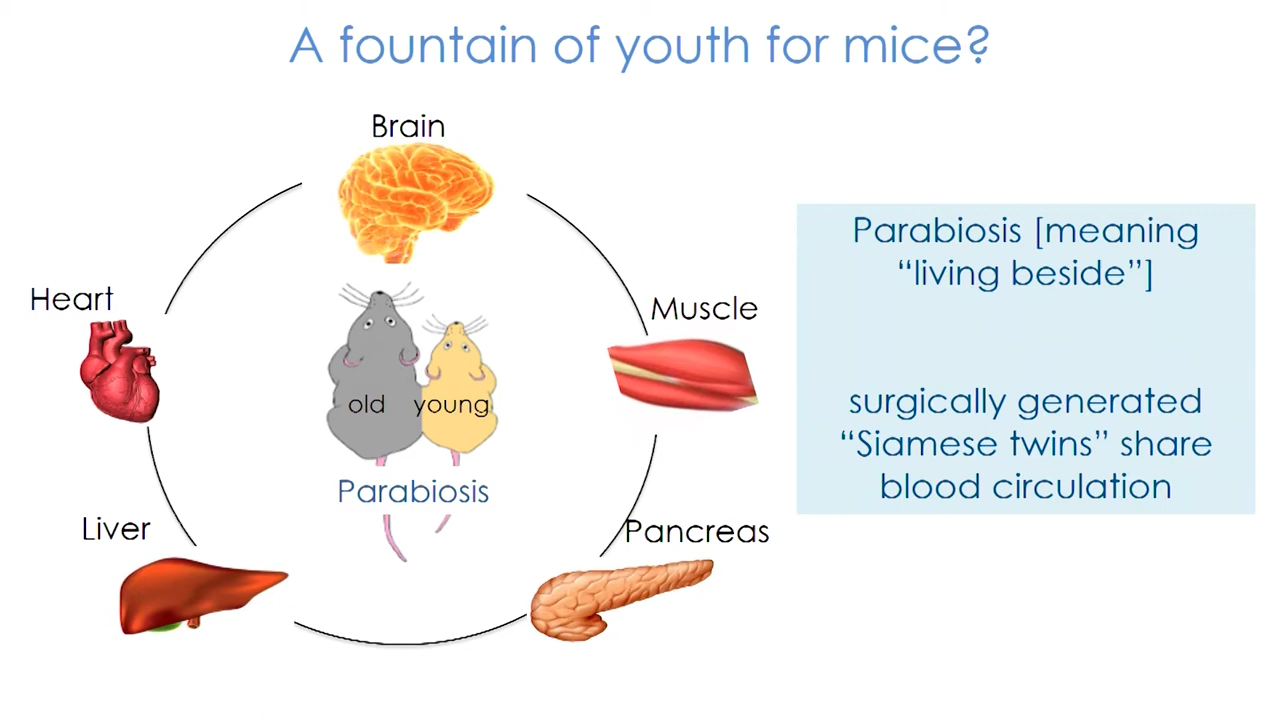 A fountain of youth for mice?
Brain
Heart
Muscle
old young
Parabiosis
Liver
Pancreas
Parabiosis [meaning
“living beside”]
surgically generated
“Siamese twins” share
blood circulation